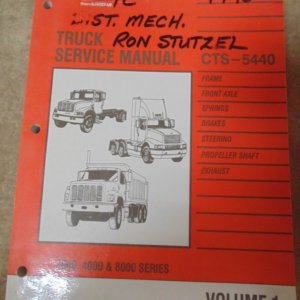 DIST. MECH.
RON STUTZEL
TRUCK
SERVICE MANUAL
CTS-5440
FRAME
FRONT AXLE
SPRINGS
BRAKES
STEERING
PROPELLER SHAFT
EXHAUST
4000 & 8000 SERIES
VOLUME 1